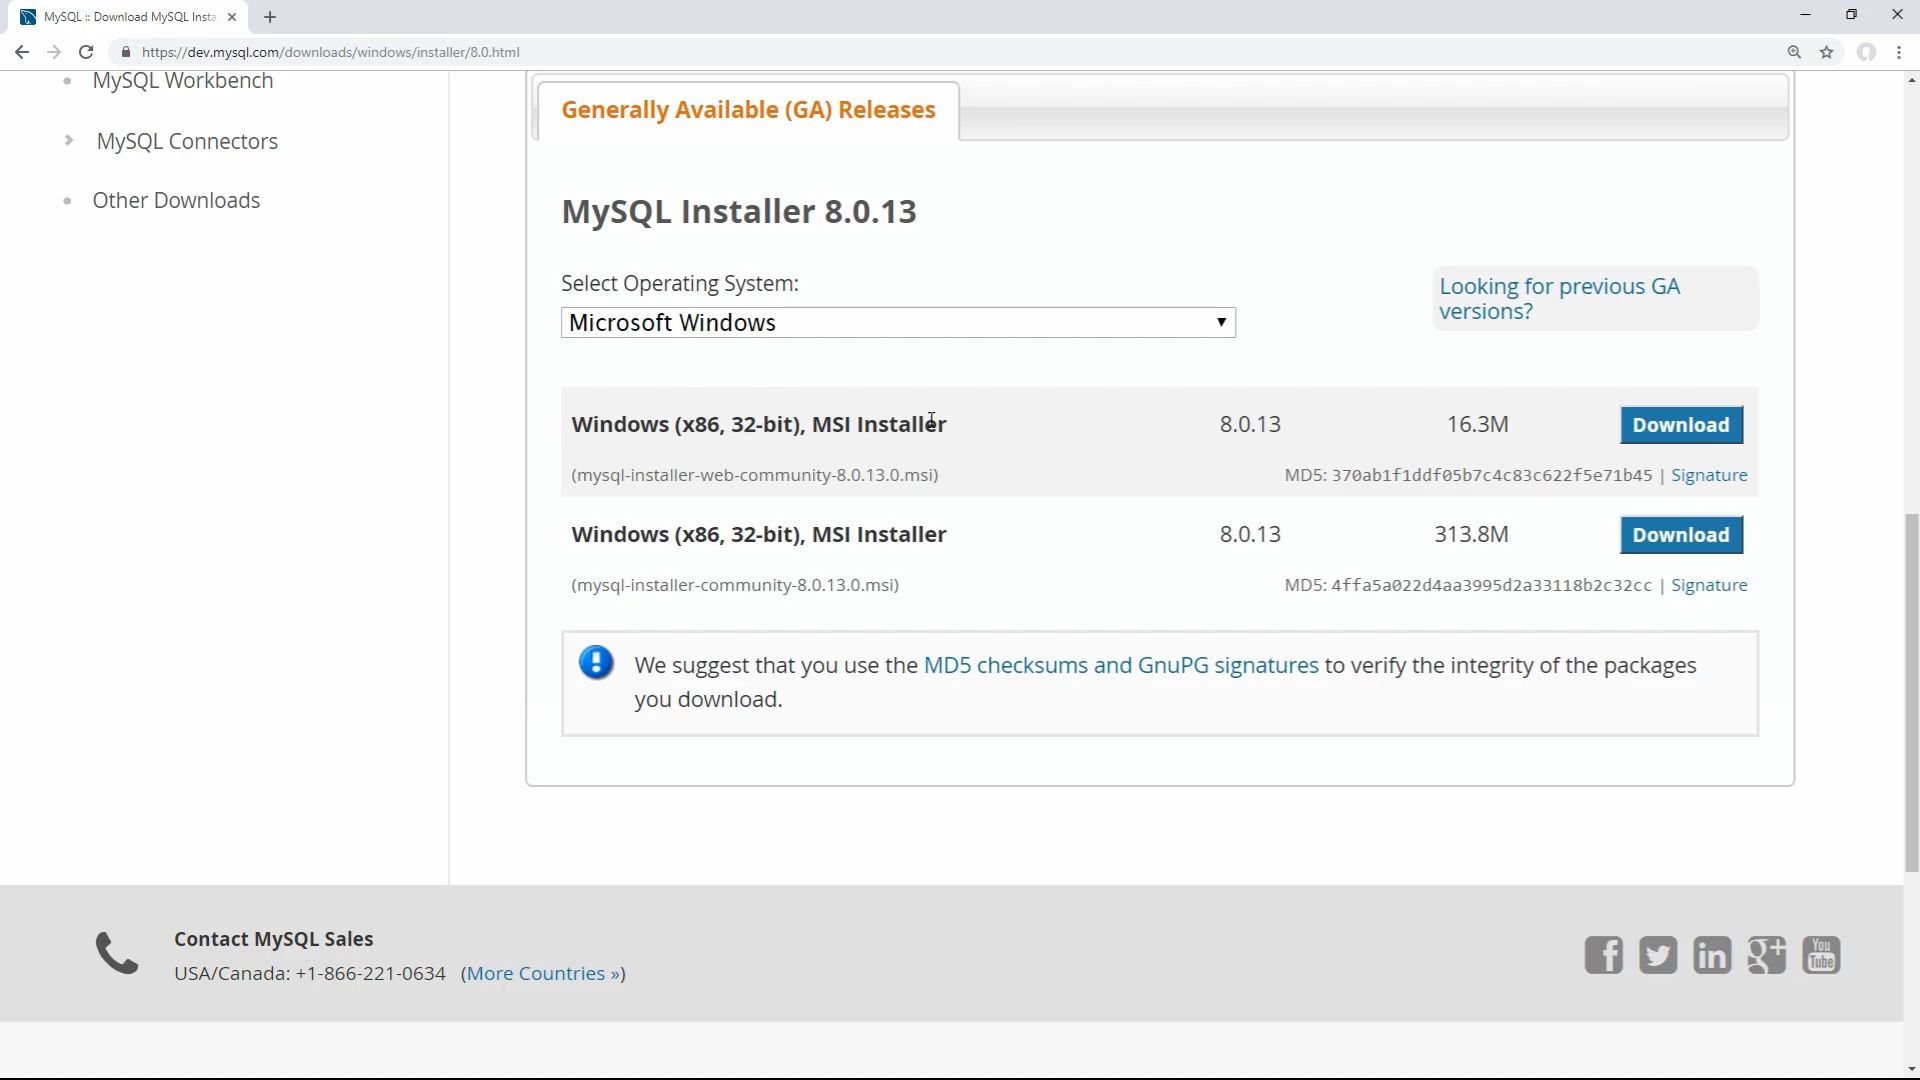 MySQL :: Download MySQL Insta
https://dev.mysql.com/downloads/windows/installer/8.0.html
MySQL Workbench
MySQL Connectors
Other Downloads
Generally Available (GA) Releases
MySQL Installer 8.0.13
Select Operating System:
Microsoft Windows
Looking for previous GA
versions?
Windows (x86, 32-bit), MSI Installer 8.0.13 16.3M Download
(mysql-installer-web-community-8.0.13.0.msi) MD5: 370ab1f1ddf05b7c4c83c622f5e71b45 | Signature
Windows (x86, 32-bit), MSI Installer 8.0.13 313.8M Download
(mysql-installer-community-8.0.13.0.msi) MD5: 4ffa5a022d4aa3995d2a33118b2c32cc | Signature
We suggest that you use the MD5 checksums and GnuPG signatures to verify the integrity of the packages
you download.
Contact MySQL Sales
USA/Canada: +1-866-221-0634 (More Countries »)
f in g+ You Tube